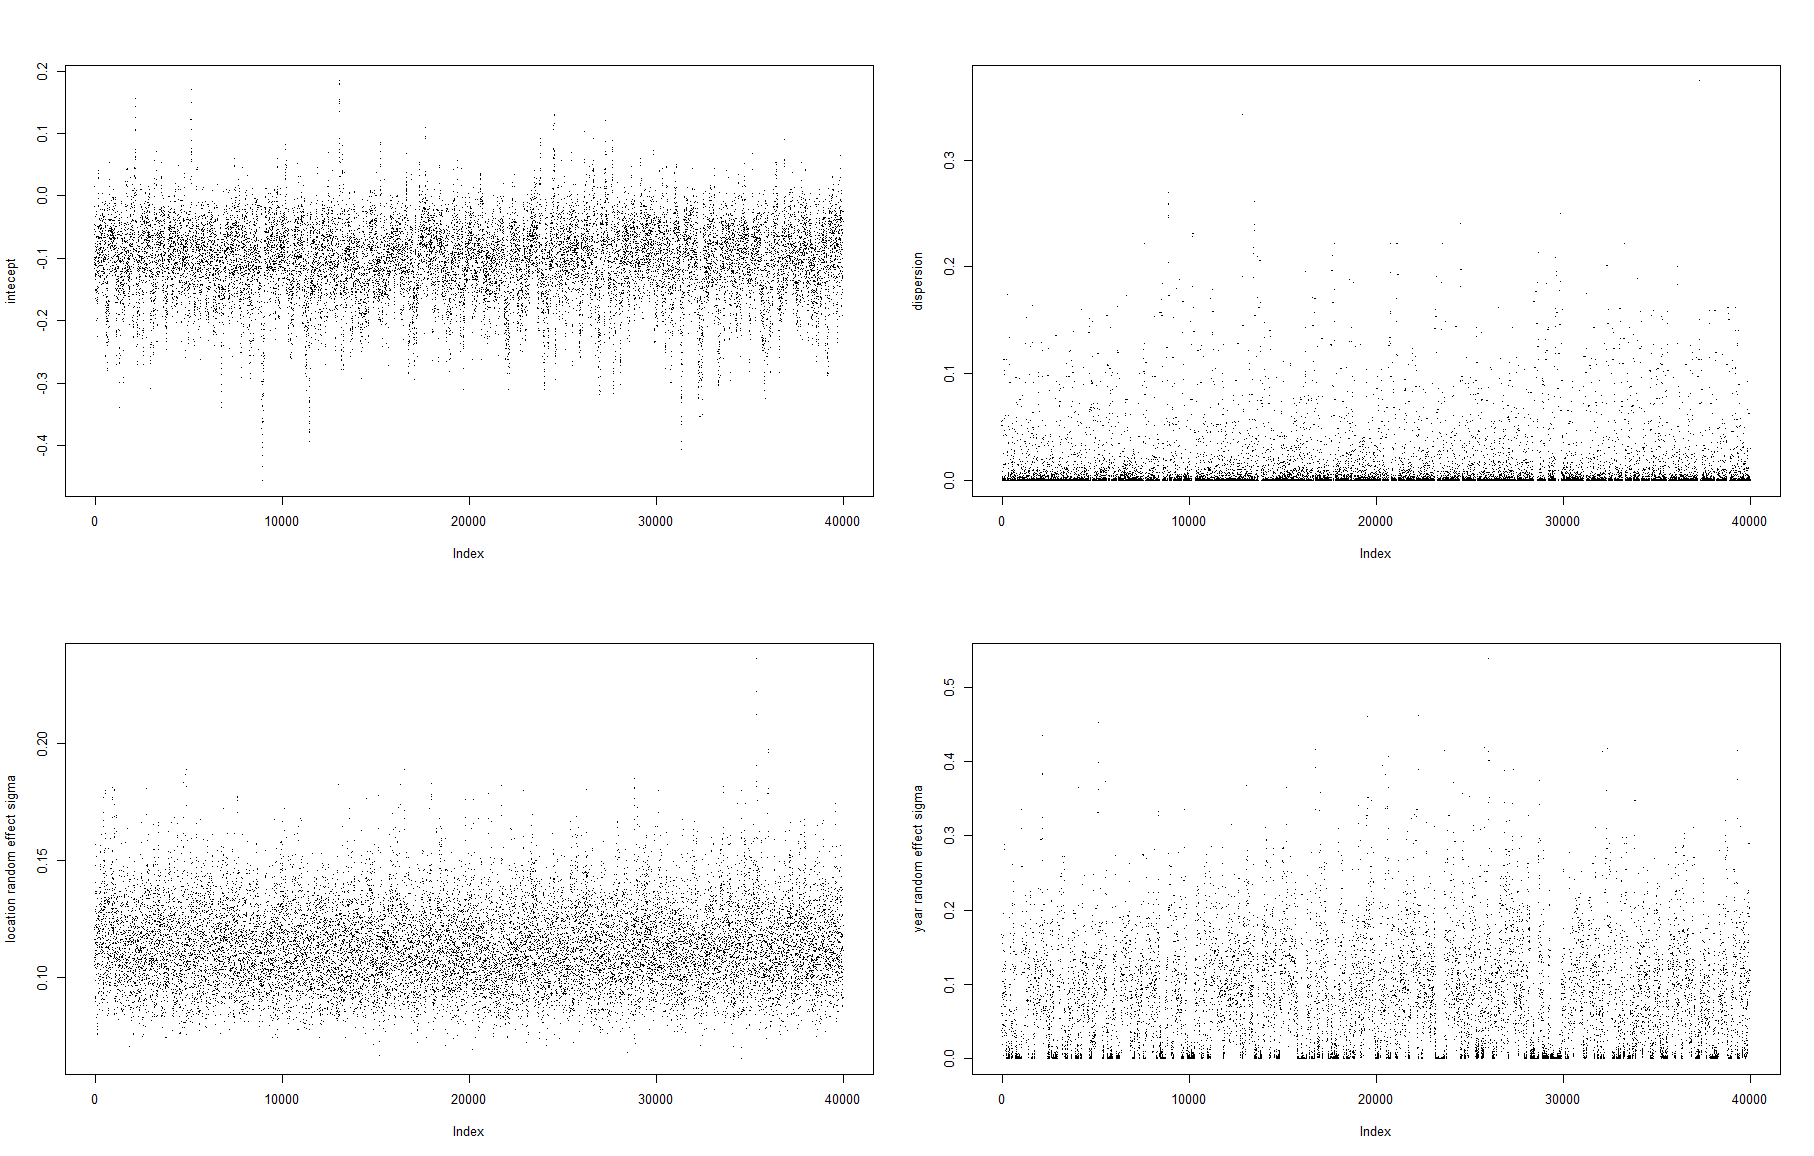 intecept
0.2
0.1
0.0
-0.1
-0.2
-0.3
-0.4
0 10000 20000 30000 40000
Index
dispersion
0.3
0.2
0.1
0.0
0 10000 20000 30000 40000
Index
location random effect sigma
0.20
0.15
0.10
0 10000 20000 30000 40000
Index
year random effect sigma
0.5
0.4
0.3
0.2
0.1
0.0
0 10000 20000 30000 40000
Index